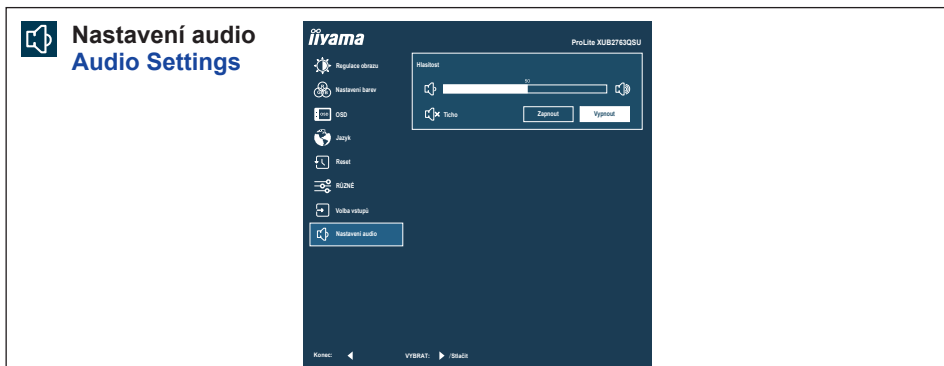 Nastavení audio
Audio Settings
iiyama
ProLite XUB2763QSU
Regulace obrazu
Nastavení barev
OSD
OSD
Jazyk
Reset
RŮZNÉ
Volba vstupů
Nastavení audio
Hlasitost
50
Ticho Zapnout Vypnout
Konec: VYBRAT: /Stlačit